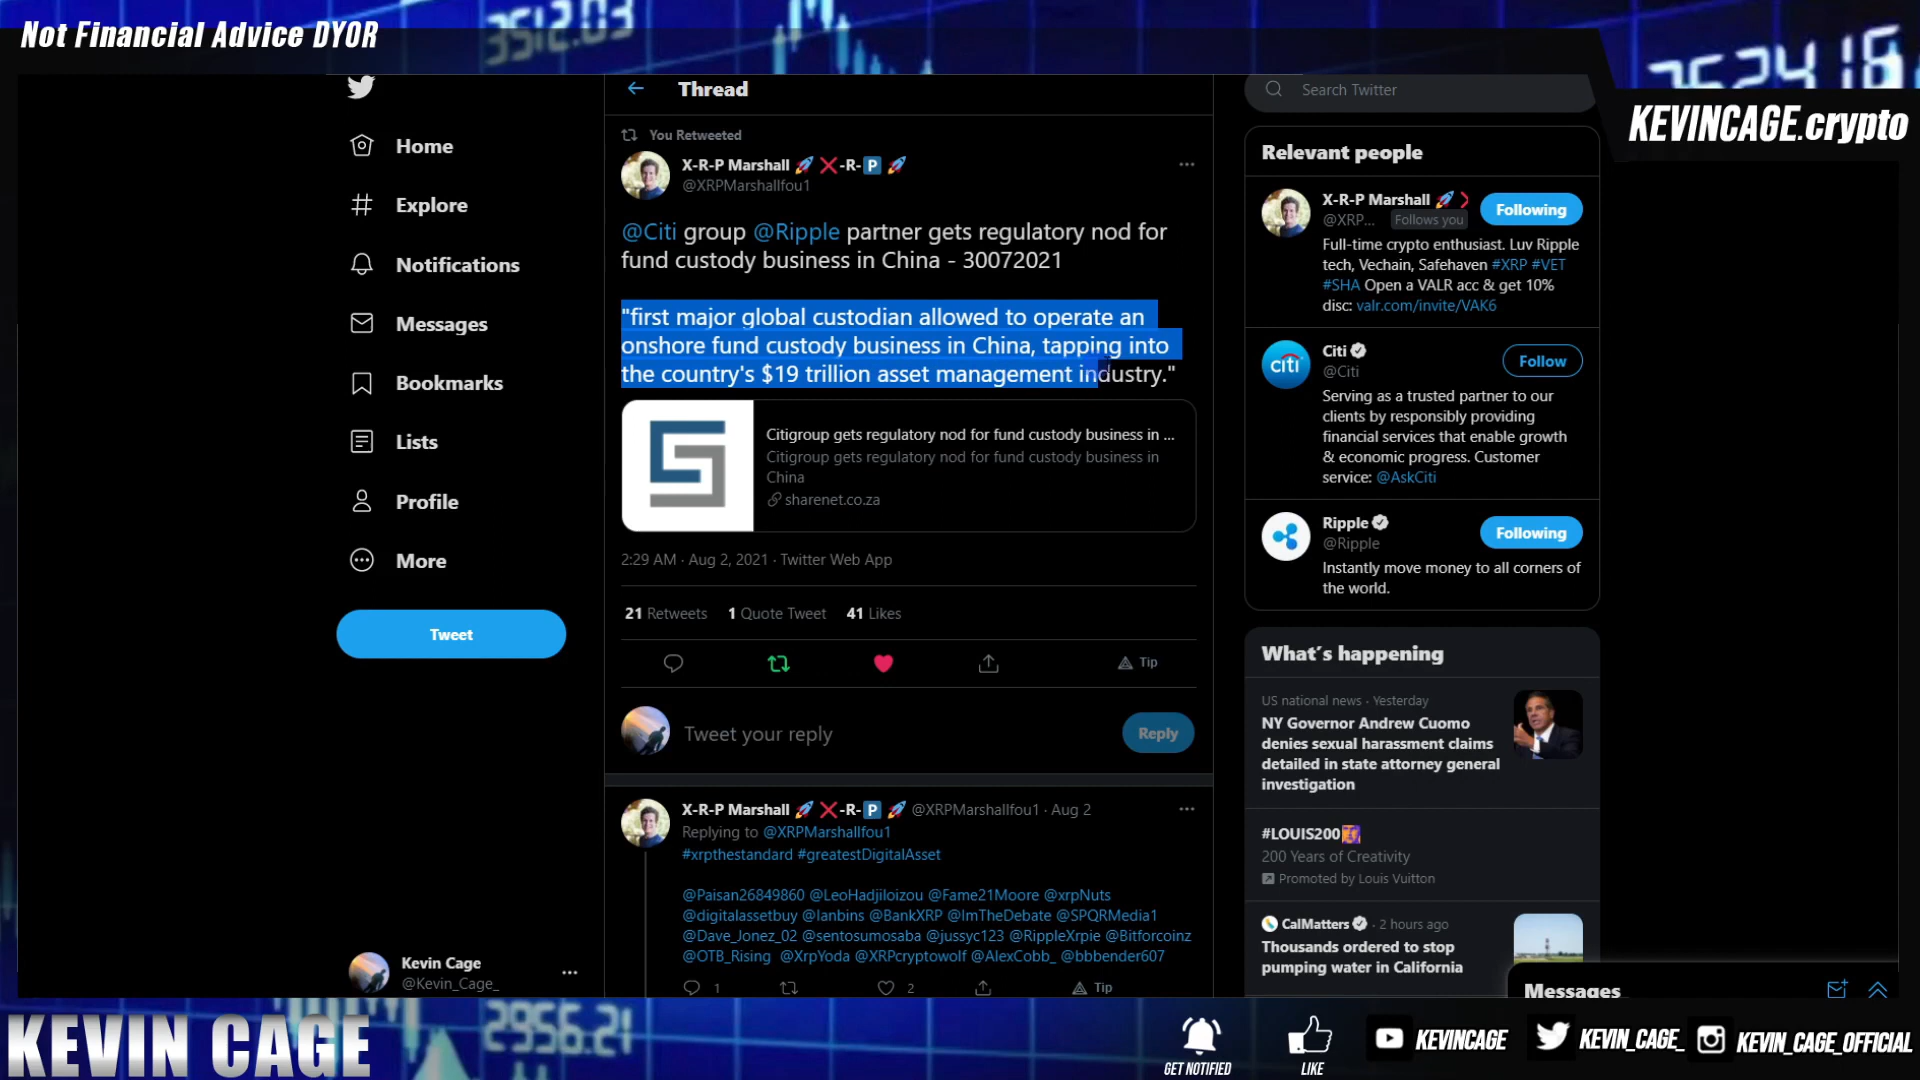 Not Financial Advice DYOR
3512.03
3524.16
KEVINCAGE.crypto
Thread
Search Twitter
Home
Explore
Notifications
Messages
Bookmarks
Lists
Profile
More
Tweet
Kevin Cage
@Kevin_Cage_
You Retweeted
X-R-P Marshall 🚀 ❌-R-🅿 🚀
@XRPMarshallfou1
@Citi group @Ripple partner gets regulatory nod for
fund custody business in China - 30072021
"first major global custodian allowed to operate an
onshore fund custody business in China, tapping into
the country's $19 trillion asset management industry."
Citigroup gets regulatory nod for fund custody business in ...
Citigroup gets regulatory nod for fund custody business in
China
sharenet.co.za
2:29 AM · Aug 2, 2021 · Twitter Web App
21 Retweets 1 Quote Tweet 41 Likes
Tip
Tweet your reply
Reply
X-R-P Marshall 🚀 ❌-R-🅿 🚀 @XRPMarshallfou1 · Aug 2
Replying to @XRPMarshallfou1
#xrpthestandard #greatestDigitalAsset
@Paisan26849860 @LeoHadjiloizou @Fame21Moore @xrpNuts
@digitalassetbuy @Ianbins @BankXRP @ImTheDebate @SPQRMedia1
@Dave_Jonez_02 @sentosumosaba @jussyc123 @RippleXrpie @Bitforcoinz
@OTB_Rising @XrpYoda @XRPcryptowolf @AlexCobb_ @bbbender607
1 2 Tip
Relevant people
X-R-P Marshall 🚀
@XRP... Follows you
Following
Full-time crypto enthusiast. Luv Ripple
tech, Vechain, Safehaven #XRP #VET
#SHA Open a VALR acc & get 10%
disc: valr.com/invite/VAK6
citi
Citi
@Citi
Follow
Serving as a trusted partner to our
clients by responsibly providing
financial services that enable growth
& economic progress. Customer
service: @AskCiti
Ripple
@Ripple
Following
Instantly move money to all corners of
the world.
What's happening
US national news · Yesterday
NY Governor Andrew Cuomo
denies sexual harassment claims
detailed in state attorney general
investigation
#LOUIS200
200 Years of Creativity
Promoted by Louis Vuitton
CalMatters · 2 hours ago
Thousands ordered to stop
pumping water in California
Messages
KEVIN CAGE
2956.21
GET NOTIFIED
LIKE
KEVINCAGE
KEVIN_CAGE_
KEVIN_CAGE_OFFICIAL